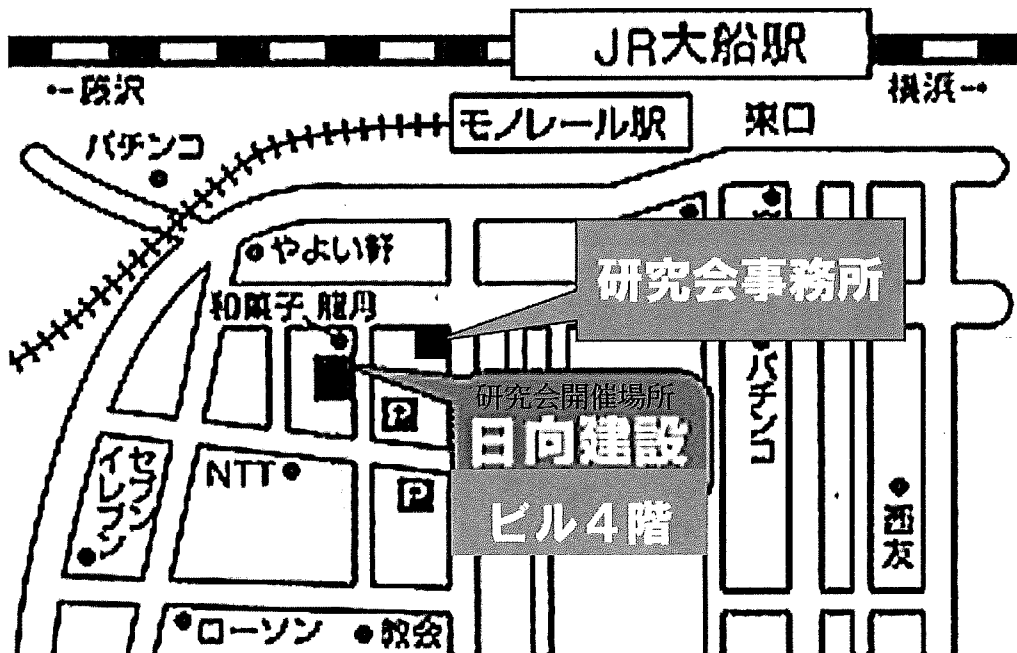 JR大船駅
横浜→
モノレール駅
東口
パチンコ
やよい軒
研究会事務所
和菓子 龍月
研究会開催場所
日向建設
ビル4階
パチンコ
P
NTT
P
セブン
イレブン
西友
ローソン
教会